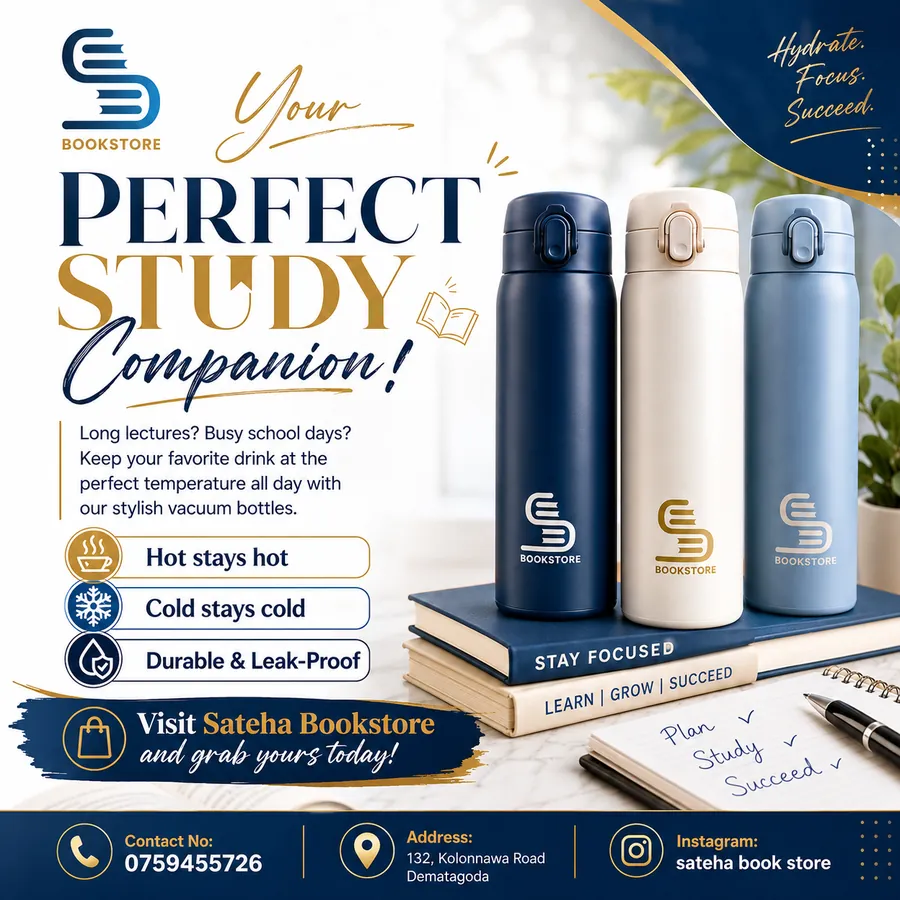 BOOKSTORE
Hydrate.
Focus.
Succeed.
Your
PERFECT
STUDY
Companion!
Long lectures? Busy school days?
Keep your favorite drink at the
perfect temperature all day with
our stylish vacuum bottles.
Hot stays hot
Cold stays cold
Durable & Leak-Proof
Visit Sateha Bookstore
and grab yours today!
BOOKSTORE
BOOKSTORE
BOOKSTORE
STAY FOCUSED
LEARN | GROW | SUCCEED
Plan ✓
Study ✓
Succeed ✓
Contact No:
0759455726
Address:
132, Kolonnawa Road
Dematagoda
Instagram:
sateha book store